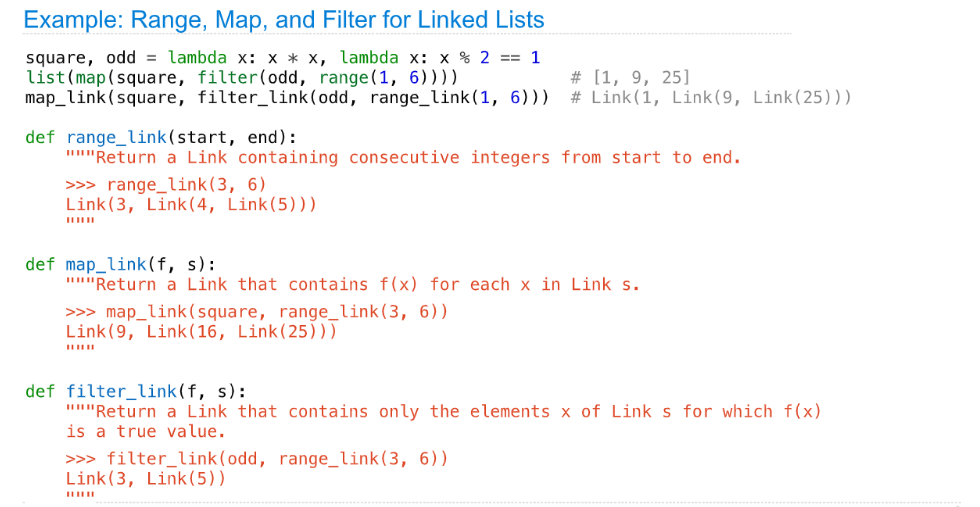 Example: Range, Map, and Filter for Linked Lists
square, odd = lambda x: x * x, lambda x: x % 2 == 1
list(map(square, filter(odd, range(1, 6))))           # [1, 9, 25]
map_link(square, filter_link(odd, range_link(1, 6)))  # Link(1, Link(9, Link(25)))
def range_link(start, end):
    """Return a Link containing consecutive integers from start to end.
    >>> range_link(3, 6)
    Link(3, Link(4, Link(5)))
    """
def map_link(f, s):
    """Return a Link that contains f(x) for each x in Link s.
    >>> map_link(square, range_link(3, 6))
    Link(9, Link(16, Link(25)))
    """
def filter_link(f, s):
    """Return a Link that contains only the elements x of Link s for which f(x)
    is a true value.
    >>> filter_link(odd, range_link(3, 6))
    Link(3, Link(5))
    """